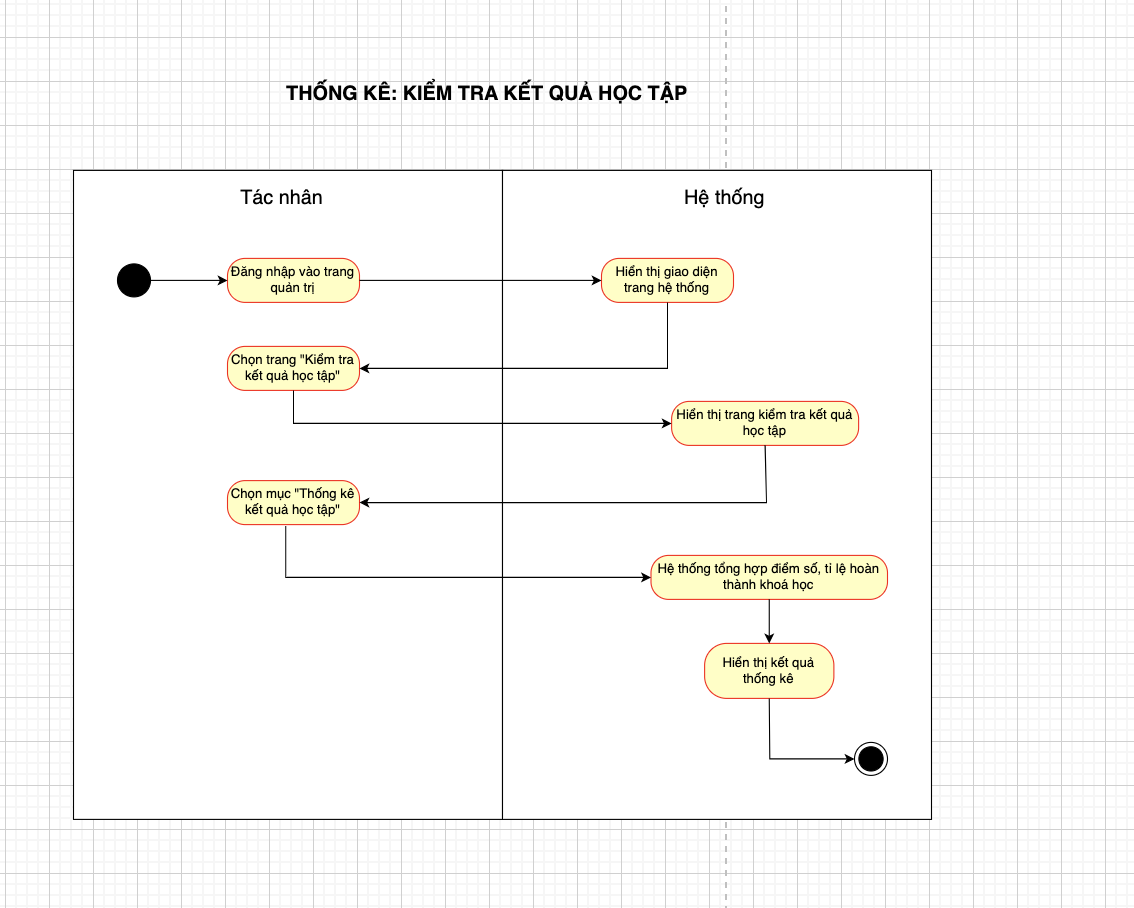 THỐNG KÊ: KIỂM TRA KẾT QUẢ HỌC TẬP
Tác nhân
Hệ thống
Đăng nhập vào trang
quản trị
Hiển thị giao diện
trang hệ thống
Chọn trang "Kiểm tra
kết quả học tập"
Hiển thị trang kiểm tra kết quả
học tập
Chọn mục "Thống kê
kết quả học tập"
Hệ thống tổng hợp điểm số, tỉ lệ hoàn
thành khoá học
Hiển thị kết quả
thống kê